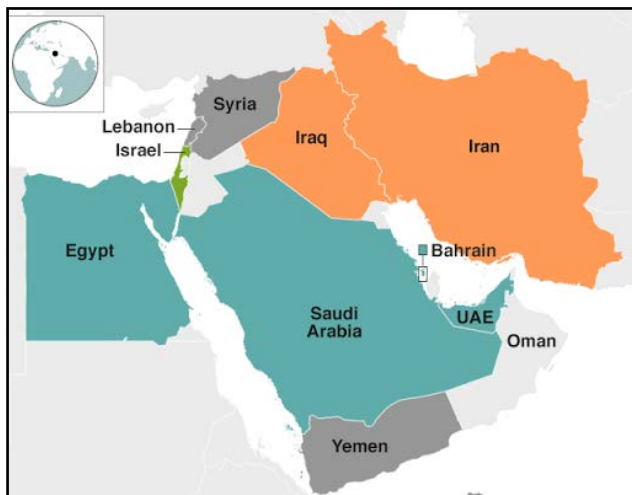 Syria
Lebanon
Israel
Iraq
Iran
Egypt
Bahrain
Saudi
Arabia
UAE
Oman
Yemen